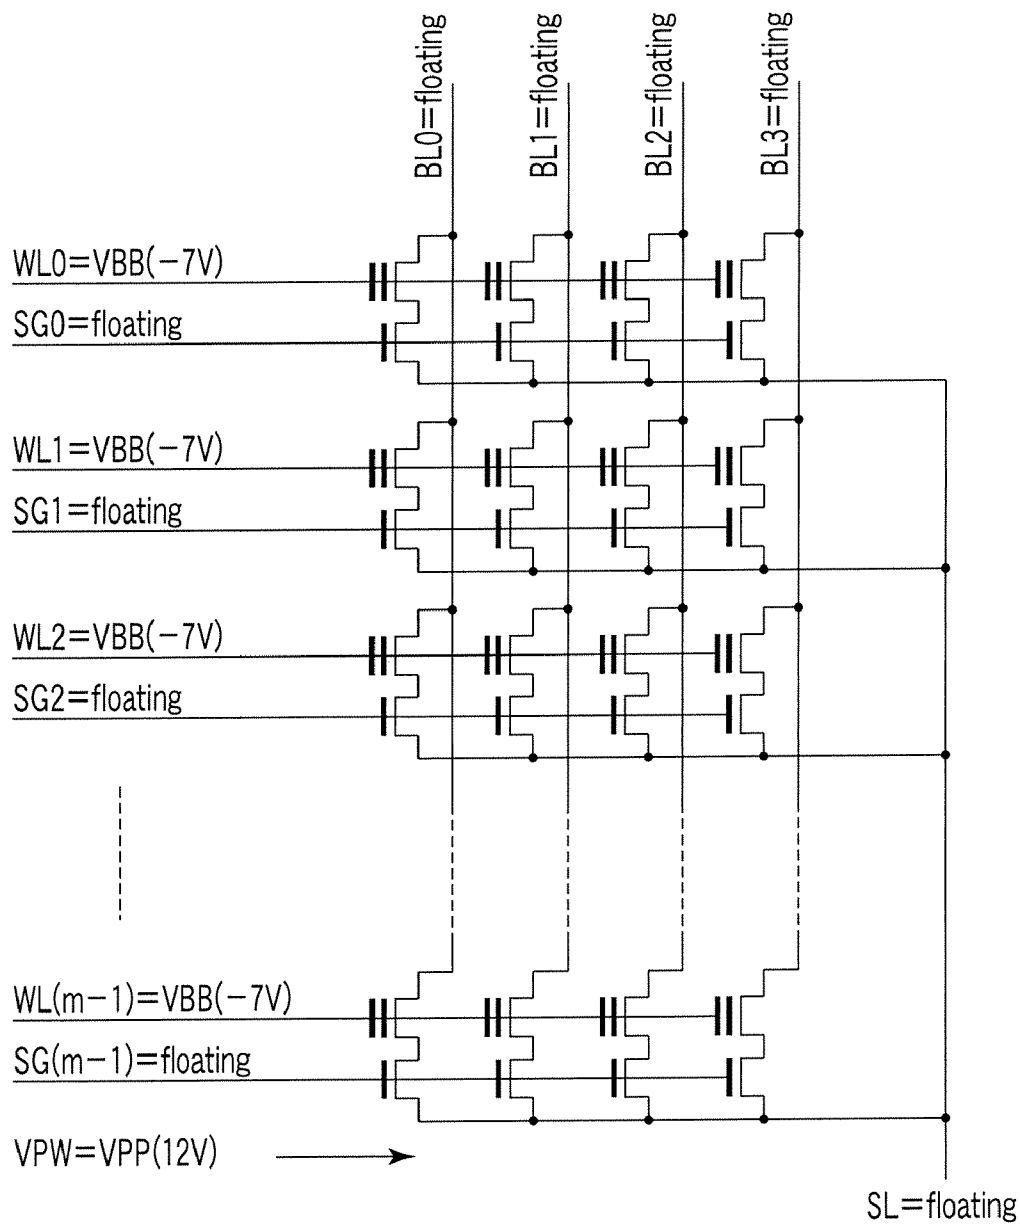 BL0=floating
BL1=floating
BL2=floating
BL3=floating
WL0=VBB(−7V)
SG0=floating
WL1=VBB(−7V)
SG1=floating
WL2=VBB(−7V)
SG2=floating
WL(m−1)=VBB(−7V)
SG(m−1)=floating
VPW=VPP(12V)
SL=floating